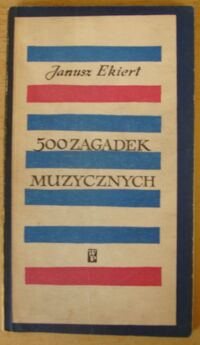 Janusz Ekiert
500 ZAGADEK
MUZYCZNYCH